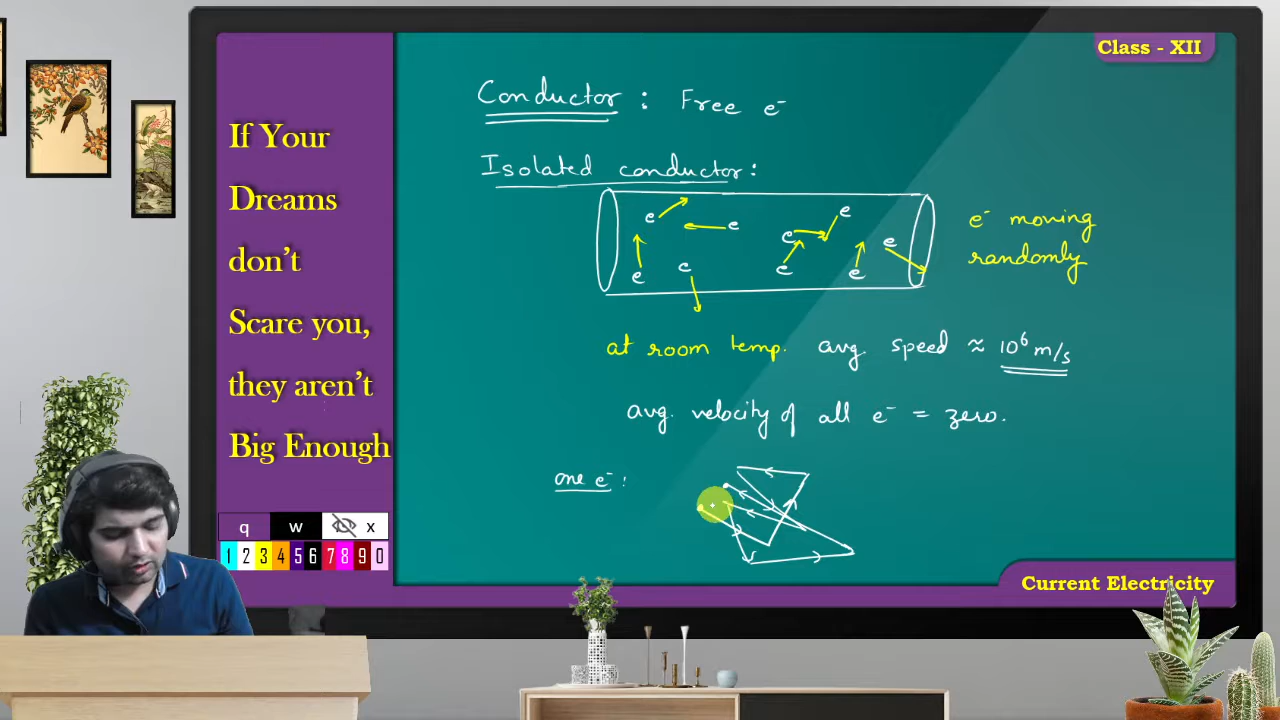 Class - XII
If Your
Dreams
don't
Scare you,
they aren't
Big Enough
Conductor : Free e⁻
Isolated conductor :
e e e e
e e e e e
e⁻ moving
randomly
at room temp. avg. speed ≈ 10⁶ m/s
avg. velocity of all e⁻ = zero.
one e⁻ :
q w x
1 2 3 4 5 6 7 8 9 0
Current Electricity